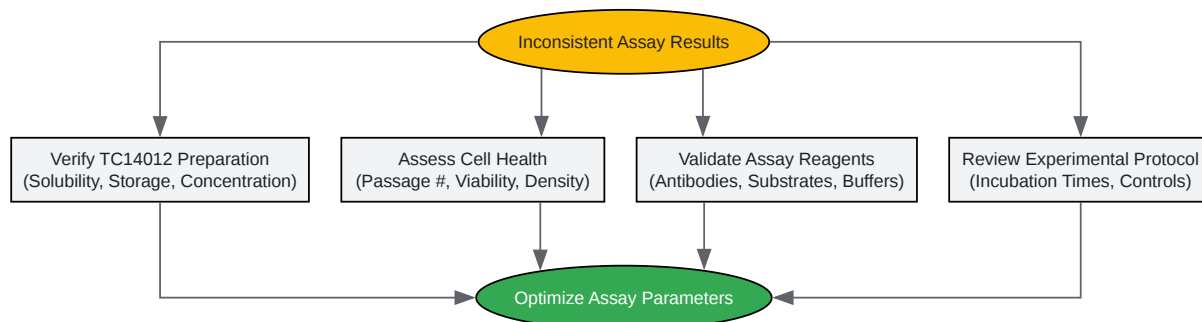 Inconsistent Assay Results
Verify TC14012 Preparation
(Solubility, Storage, Concentration)
Assess Cell Health
(Passage #, Viability, Density)
Validate Assay Reagents
(Antibodies, Substrates, Buffers)
Review Experimental Protocol
(Incubation Times, Controls)
Optimize Assay Parameters